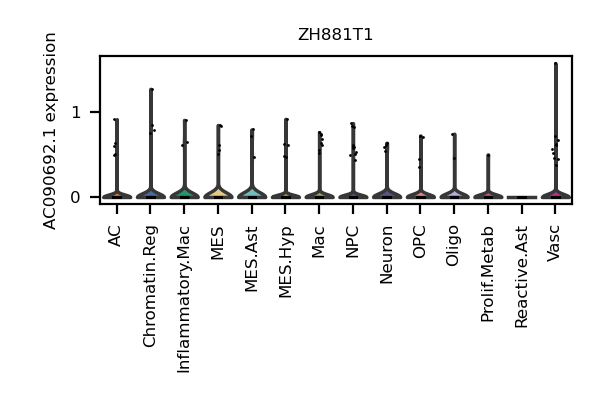 ZH881T1
AC090692.1 expression
1
0
AC
Chromatin.Reg
Inflammatory.Mac
MES
MES.Ast
MES.Hyp
Mac
NPC
Neuron
OPC
Oligo
Prolif.Metab
Reactive.Ast
Vasc